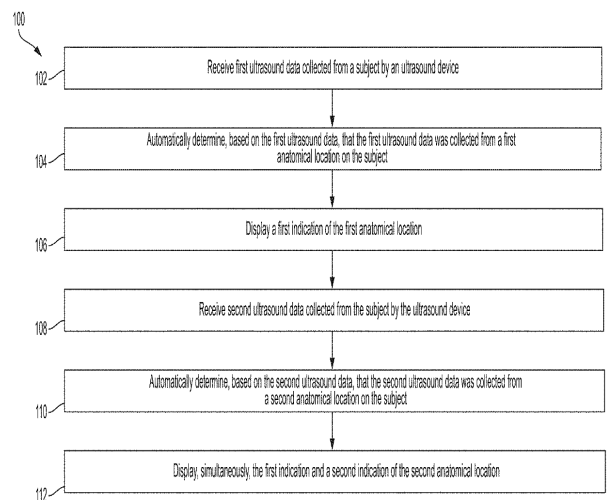 100
102
Receive first ultrasound data collected from a subject by an ultrasound device
104
Automatically determine, based on the first ultrasound data, that the first ultrasound data was collected from a first
anatomical location on the subject
106
Display a first indication of the first anatomical location
108
Receive second ultrasound data collected from the subject by the ultrasound device
110
Automatically determine, based on the second ultrasound data, that the second ultrasound data was collected from
a second anatomical location on the subject
112
Display, simultaneously, the first indication and a second indication of the second anatomical location